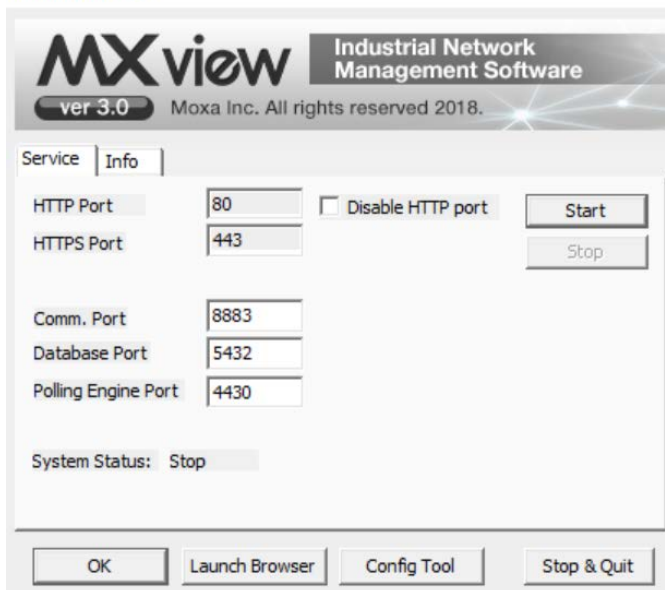 MXview Industrial Network
Management Software
ver 3.0 Moxa Inc. All rights reserved 2018.
Service Info
HTTP Port 80 Disable HTTP port Start
HTTPS Port 443 Stop
Comm. Port 8883
Database Port 5432
Polling Engine Port 4430
System Status: Stop
OK Launch Browser Config Tool Stop & Quit